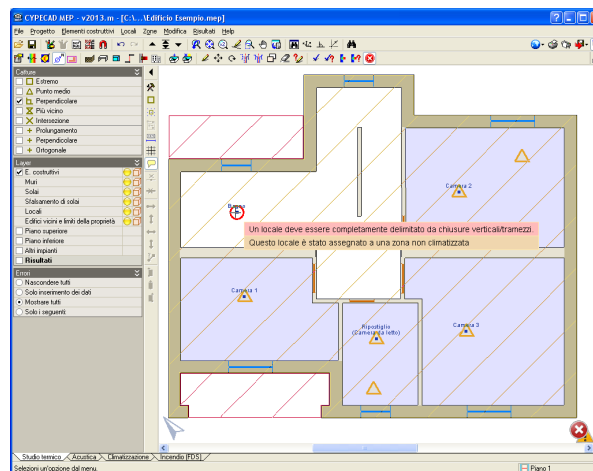 CYPECAD MEP - v2013.m - [C:\...\Edificio Esempio.mep]
File Progetto Elementi costruttivi Locali Zone Modifica Risultati Help
Catture
Estremo
Punto medio
Perpendicolare
Più vicino
Intersezione
Prolungamento
Perpendicolare
Ortogonale
Layer
E. costruttivi
Muri
Solai
Sfalsamento di solai
Locali
Edifici vicini e limiti della proprietà
Piano superiore
Piano inferiore
Altri impianti
Risultati
Errori
Nascondere tutti
Solo inserimento dei dati
Mostrare tutti
Solo i seguenti:
Camera 2
Un locale deve essere completamente delimitato da chiusure verticali/tramezzi.
Questo locale è stato assegnato a una zona non climatizzata
Camera 1
Ripostiglio
(Camera da letto)
Camera 3
Studio termico Acustica Climatizzazione Incendio [FDS]
Selezioni un'opzione dal menu.
Piano 1